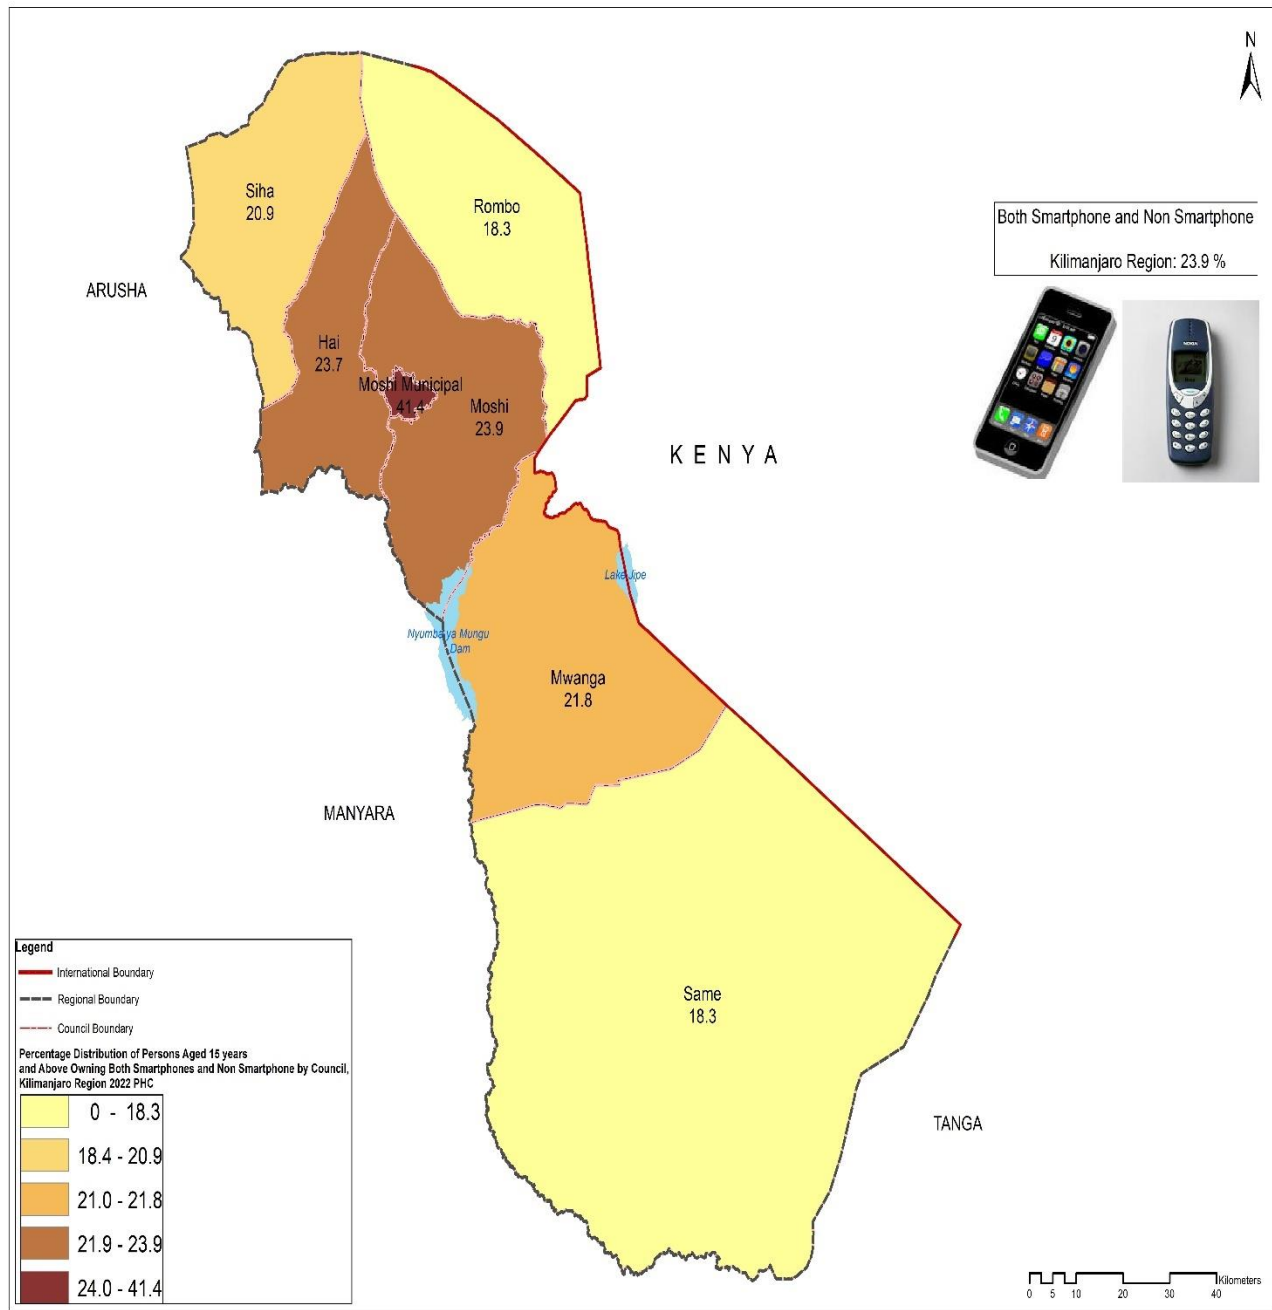 N
Siha
20.9
Rombo
18.3
Both Smartphone and Non Smartphone
Kilimanjaro Region: 23.9 %
ARUSHA
Hai
23.7
Moshi Municipal
41.4
Moshi
23.9
KENYA
NOKIA
Lake Jipe
Nyumba ya Mungu
Dam
Mwanga
21.8
MANYARA
Same
18.3
TANGA
Legend
International Boundary
Regional Boundary
Council Boundary
Percentage Distribution of Persons Aged 15 years
and Above Owning Both Smartphones and Non Smartphone by Council,
Kilimanjaro Region 2022 PHC
0 - 18.3
18.4 - 20.9
21.0 - 21.8
21.9 - 23.9
24.0 - 41.4
Kilometers
0 5 10 20 30 40